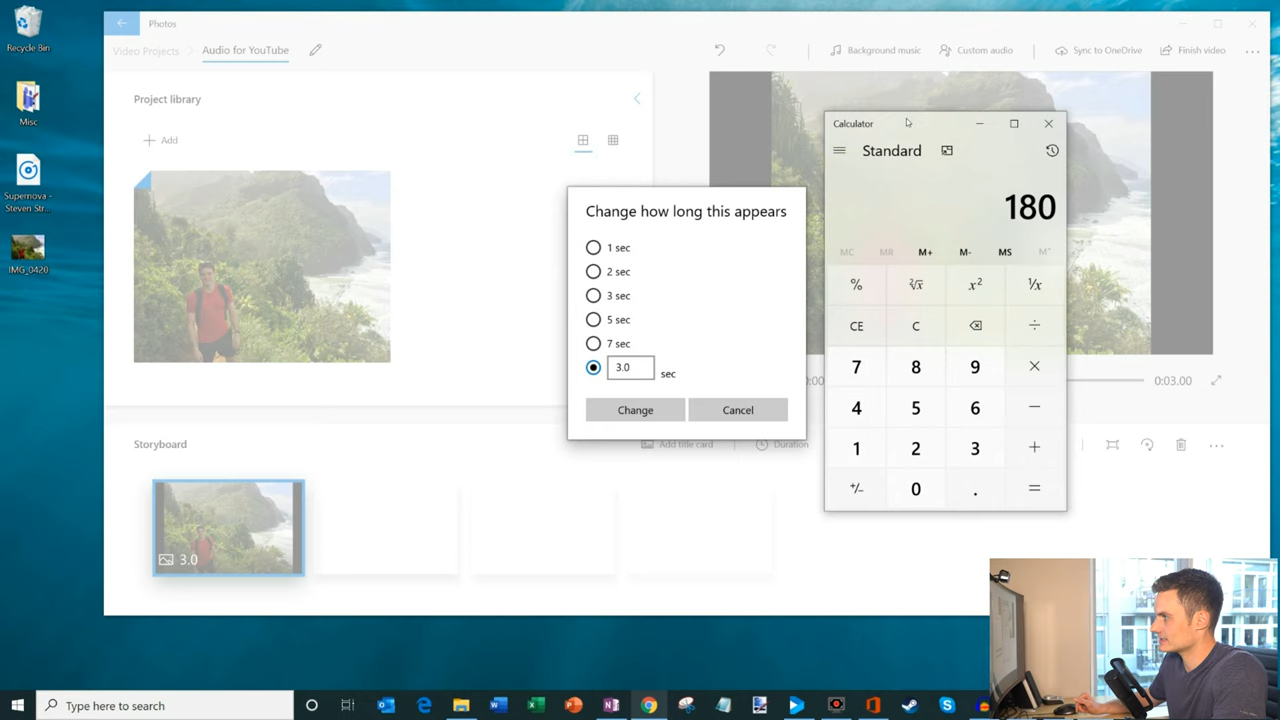 Recycle Bin
Misc
Supernova -
Steven Str...
IMG_0420
Photos
Video Projects
Audio for YouTube
Background music
Custom audio
Sync to OneDrive
Finish video
Project library
Add
Change how long this appears
1 sec
2 sec
3 sec
5 sec
7 sec
3.0
sec
Change
Cancel
Calculator
Standard
180
MC MR M+ M- MS
% x² ¹/x
CE C ÷
7 8 9 ×
4 5 6 −
1 2 3 +
+/− 0 . =
0:03.00
Storyboard
Add title card
Duration
3.0
Type here to search